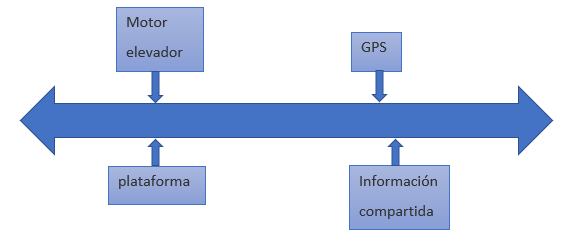 Motor
elevador
GPS
plataforma
Información
compartida